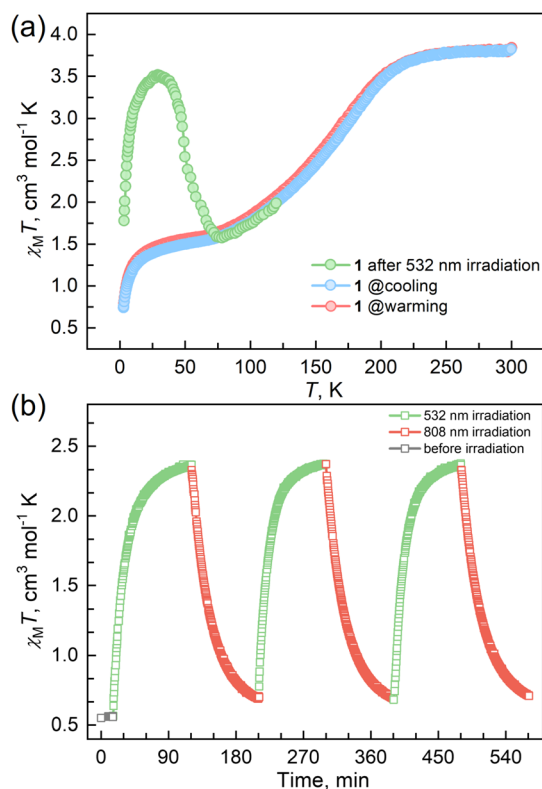 (a)
4.0
3.5
3.0
2.5
2.0
1.5
1.0
0.5
χ_M T, cm³ mol⁻¹ K
1 after 532 nm irradiation
1 @cooling
1 @warming
0 50 100 150 200 250 300
T, K
(b)
532 nm irradiation
808 nm irradiation
before irradiation
2.5
2.0
1.5
1.0
0.5
χ_M T, cm³ mol⁻¹ K
0 90 180 270 360 450 540
Time, min